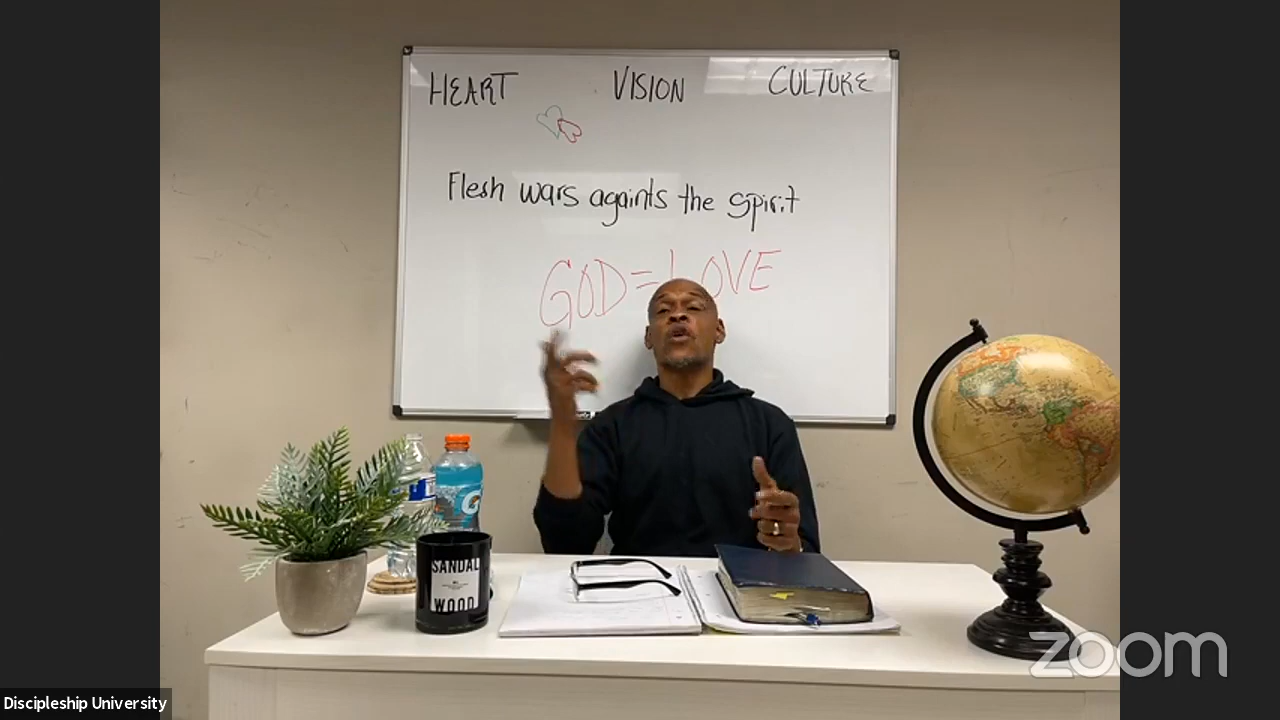 HEART VISION CULTURE
Flesh wars againts the spirit
GOD = LOVE
SANDAL
WOOD
G
zoom
Discipleship University